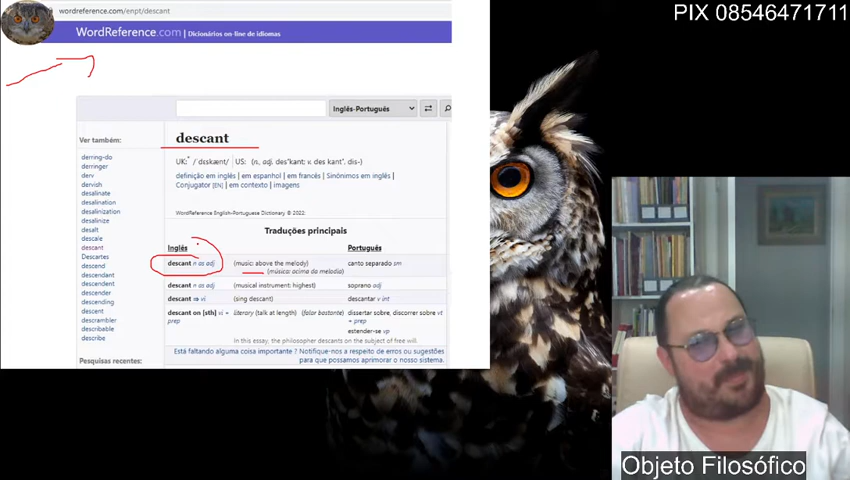 PIX 08546471711
wordreference.com/enpt/descant
WordReference.com | Dicionários on-line de idiomas
Inglês-Português
Ver também:
derring-do
derringer
derv
dervish
desalinate
desalination
desalinization
desalinize
desalt
descale
descant
Descartes
descend
descendant
descendent
descender
descending
descent
descrambler
describable
describe
Pesquisas recentes:
descant
UK: /ˈdɛskænt/ US: (n., adj. des′kant; v. des kant′, dis-)
definição em inglês | em espanhol | em francês | Sinónimos em inglês |
Conjugator [EN] | em contexto | imagens
WordReference English-Portuguese Dictionary © 2022:
Traduções principais
Inglês Português
descant n as adj (music: above the melody) canto separado sm
(música: acima da melodia)
descant n as adj (musical instrument: highest) soprano adj
descant ⇒ vi (sing descant) descantar v int
descant on [sth] vi + prep literary (talk at length) (falar bastante) dissertar sobre, discorrer sobre vt + prep
estender-se vp
In this essay, the philosopher descants on the subject of free will.
Está faltando alguma coisa importante? Notifique-nos a respeito de erros ou sugestões
para que possamos aprimorar o nosso sistema.
Objeto Filosófico